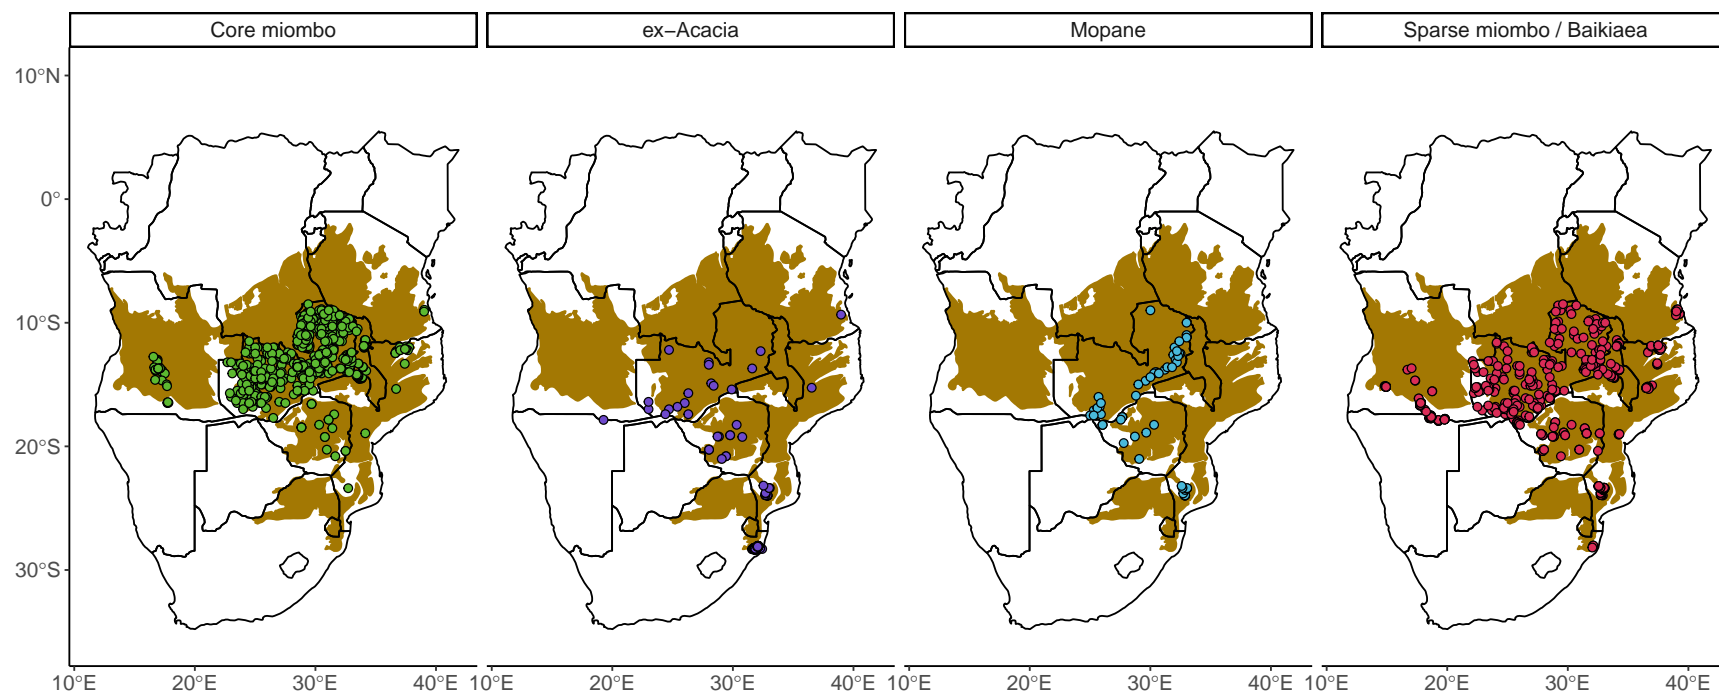 Core miombo
ex−Acacia
Mopane
Sparse miombo / Baikiaea
10°N
0°
10°S
20°S
30°S
10°E 20°E 30°E 40°E 10°E 20°E 30°E 40°E 10°E 20°E 30°E 40°E 10°E 20°E 30°E 40°E